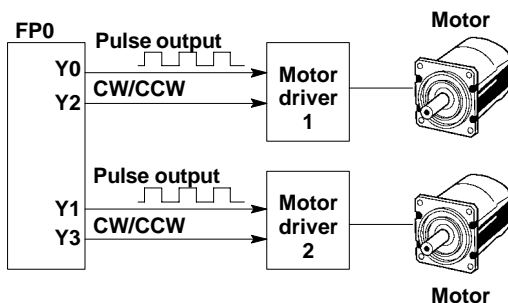 FP0
Motor
Pulse output
Y0
CW/CCW
Y2
Motor
driver
1
Pulse output
Y1
CW/CCW
Y3
Motor
driver
2
Motor